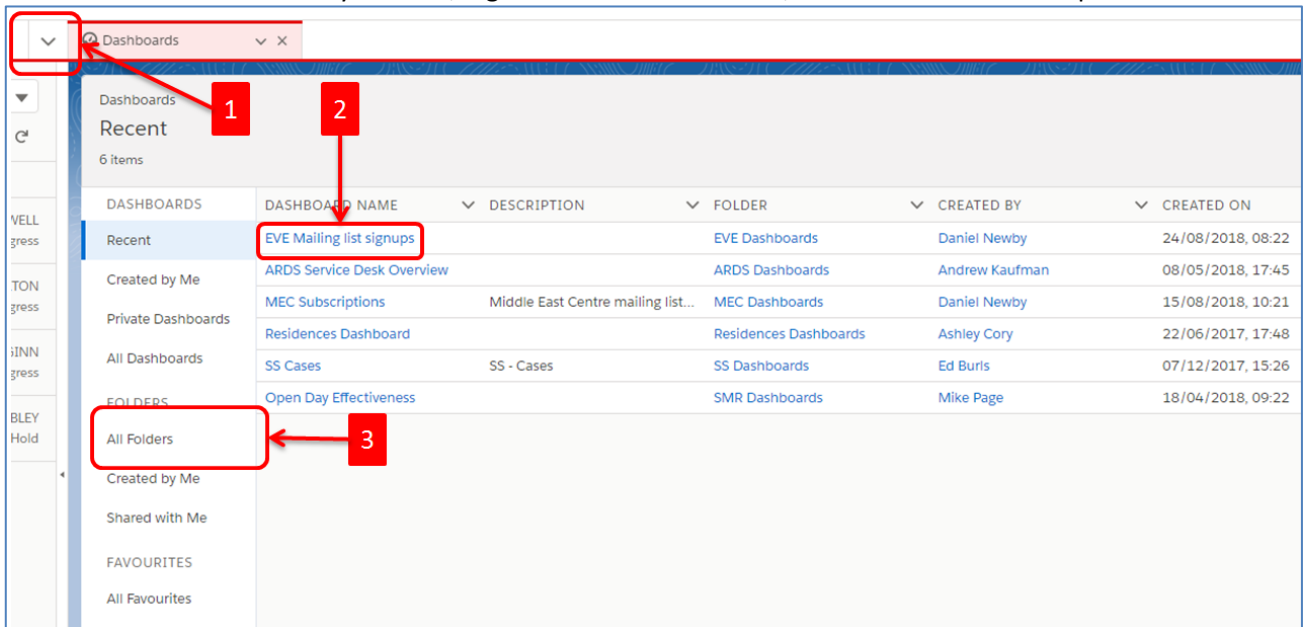 Dashboards
1
2
Dashboards
Recent
6 items
DASHBOARDS
DASHBOARD NAME DESCRIPTION FOLDER CREATED BY CREATED ON
Recent
EVE Mailing list signups EVE Dashboards Daniel Newby 24/08/2018, 08:22
ARDS Service Desk Overview ARDS Dashboards Andrew Kaufman 08/05/2018, 17:45
Created by Me
MEC Subscriptions Middle East Centre mailing list... MEC Dashboards Daniel Newby 15/08/2018, 10:21
Private Dashboards
Residences Dashboard Residences Dashboards Ashley Cory 22/06/2017, 17:48
All Dashboards
SS Cases SS - Cases SS Dashboards Ed Burls 07/12/2017, 15:26
FOLDERS
Open Day Effectiveness SMR Dashboards Mike Page 18/04/2018, 09:22
All Folders
3
Created by Me
Shared with Me
FAVOURITES
All Favourites
WELL
gress
TON
gress
GINN
gress
BLEY
Hold